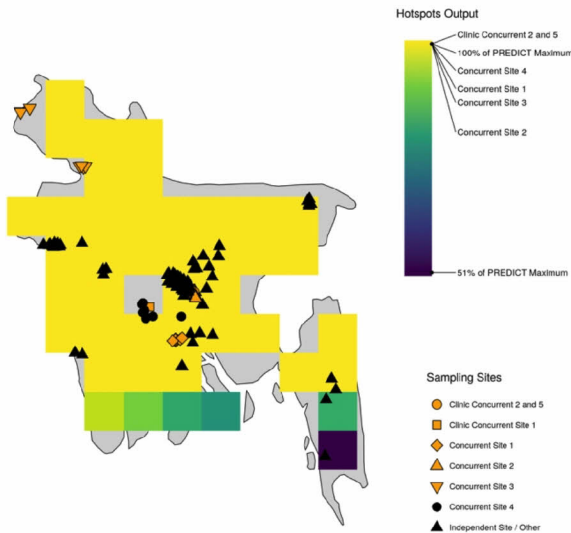 Hotspots Output
Clinic Concurrent 2 and 5
100% of PREDICT Maximum
Concurrent Site 4
Concurrent Site 1
Concurrent Site 3
Concurrent Site 2
51% of PREDICT Maximum
Sampling Sites
Clinic Concurrent 2 and 5
Clinic Concurrent Site 1
Concurrent Site 1
Concurrent Site 2
Concurrent Site 3
Concurrent Site 4
Independent Site / Other